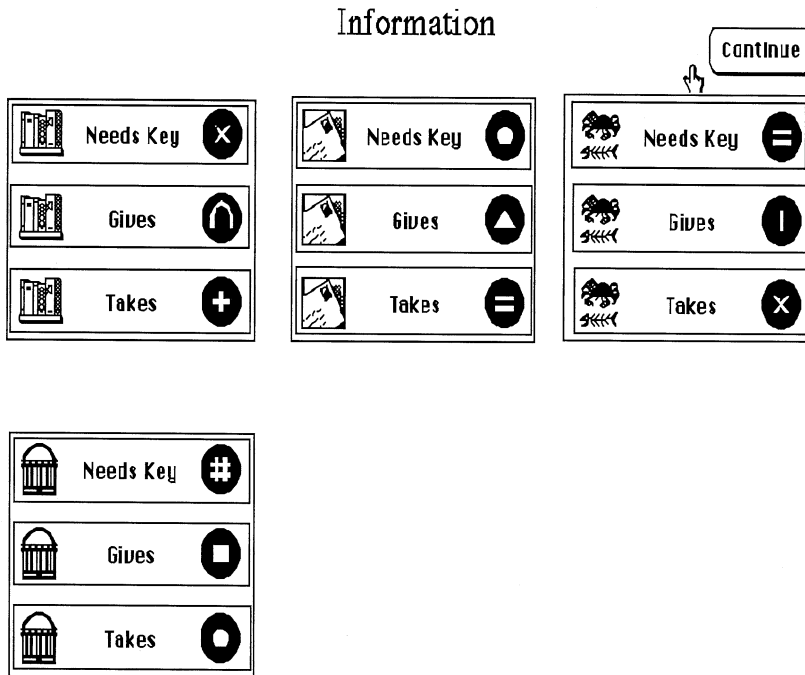 Information
Continue
Needs Key
Gives
Takes
Needs Key
Gives
Takes
Needs Key
Gives
Takes
Needs Key
Gives
Takes